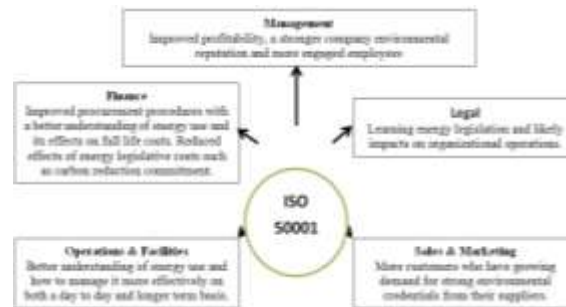 Management
Improved profitability, a stronger company environmental
reputation and more engaged employees
Finance
Improved procurement procedures with
a better understanding of energy use and
its effects on full life costs. Reduced
effects of energy legislative costs such
as carbon reduction commitment.
Legal
Learning energy legislation and likely
impacts on organizational operations.
ISO
50001
Operations & Facilities
Better understanding of energy use and
how to manage it more effectively on
both a day to day and longer term basis.
Sales & Marketing
More customers who have growing
demand for strong environmental
credentials from their suppliers.